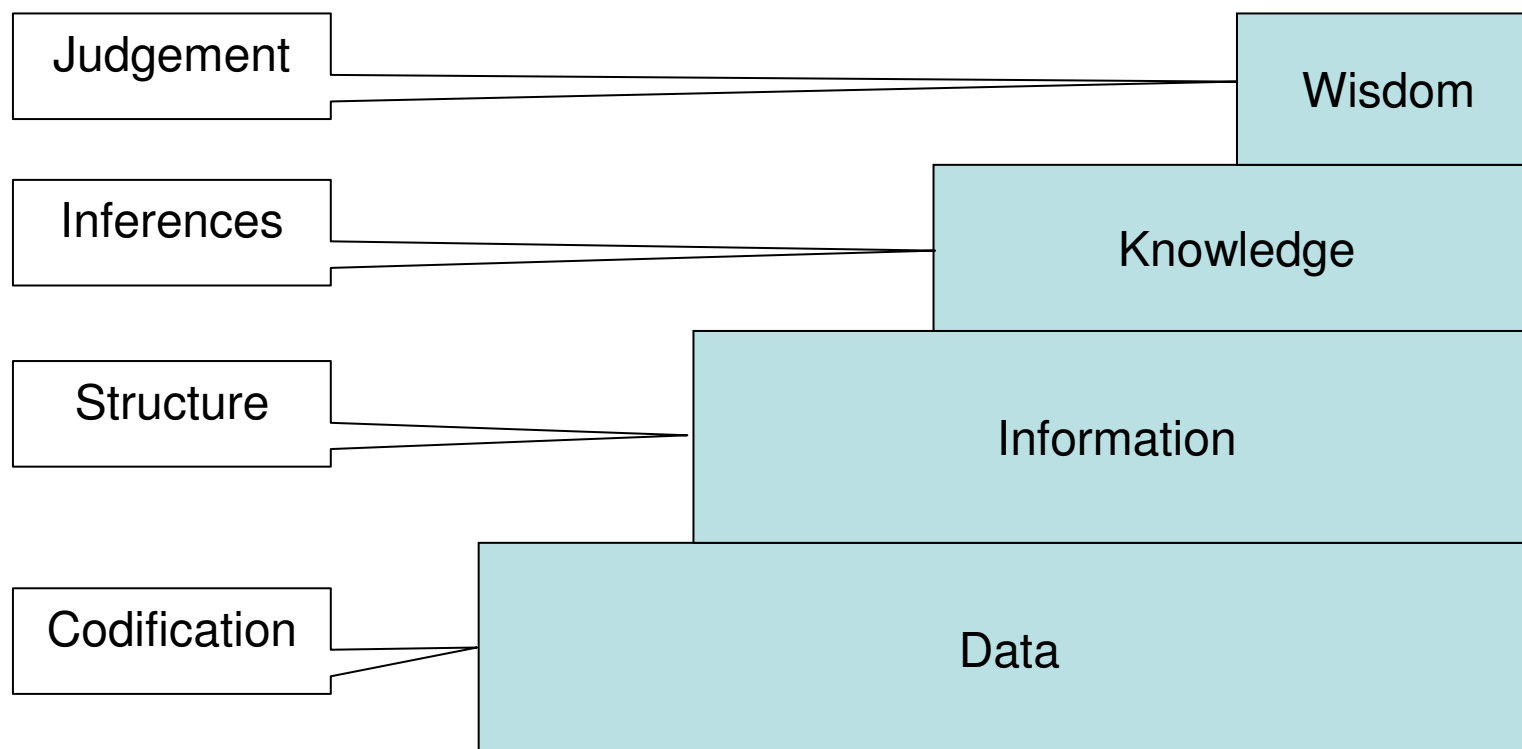 Judgement
Wisdom
Inferences
Knowledge
Structure
Information
Codification
Data